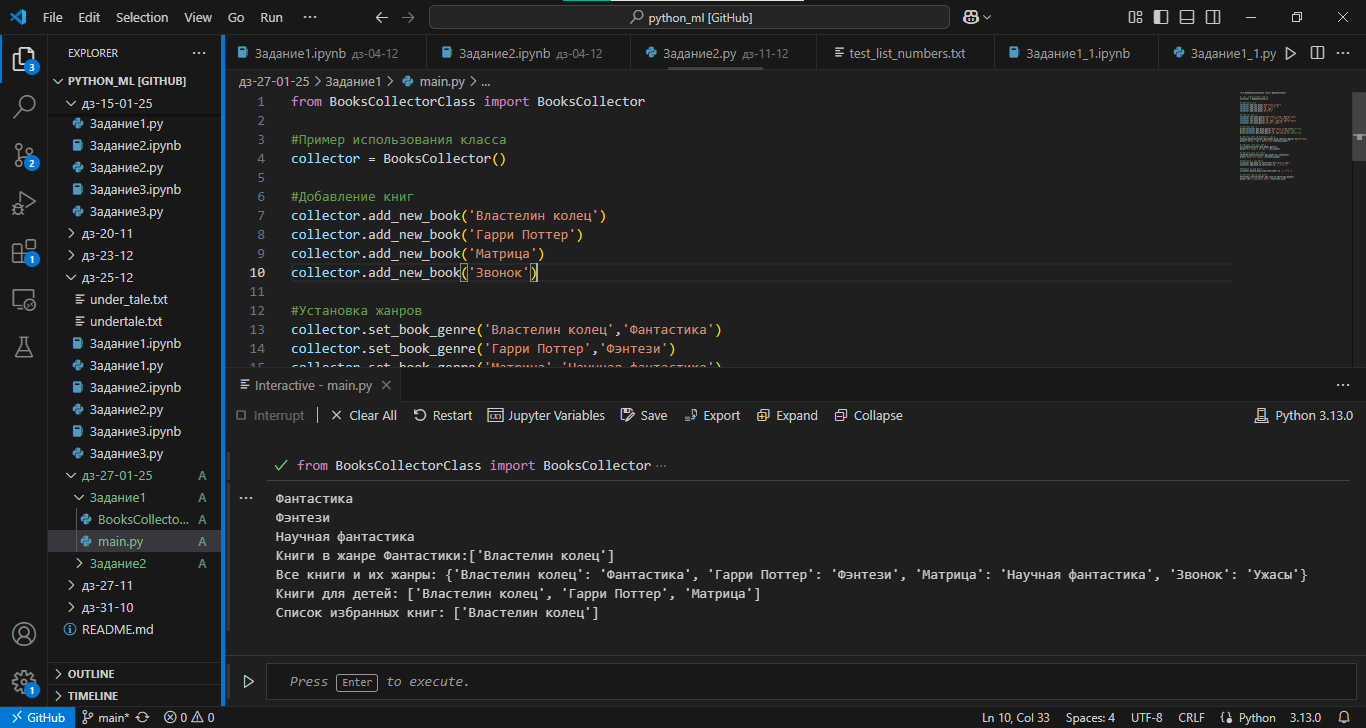 File Edit Selection View Go Run ··· python_ml [GitHub]
EXPLORER ···
PYTHON_ML [GITHUB]
дз-15-01-25
Задание1.py
Задание2.ipynb
Задание2.py
Задание3.ipynb
Задание3.py
дз-20-11
дз-23-12
дз-25-12
under_tale.txt
undertale.txt
Задание1.ipynb
Задание1.py
Задание2.ipynb
Задание2.py
Задание3.ipynb
Задание3.py
дз-27-01-25 A
Задание1 A
BooksCollecto... A
main.py A
Задание2 A
дз-27-11
дз-31-10
README.md
OUTLINE
TIMELINE
3
2
1
1
Задание1.ipynb дз-04-12 Задание2.ipynb дз-04-12 Задание2.py дз-11-12 test_list_numbers.txt Задание1_1.ipynb Задание1_1.py ···
дз-27-01-25 > Задание1 > main.py > ...
1 from BooksCollectorClass import BooksCollector
2
3 #Пример использования класса
4 collector = BooksCollector()
5
6 #Добавление книг
7 collector.add_new_book('Властелин колец')
8 collector.add_new_book('Гарри Поттер')
9 collector.add_new_book('Матрица')
10 collector.add_new_book('Звонок')
11
12 #Установка жанров
13 collector.set_book_genre('Властелин колец','Фантастика')
14 collector.set_book_genre('Гарри Поттер','Фэнтези')
15 collector.set_book_genre('Матрица','Научная фантастика')
Interactive - main.py ···
Interrupt | Clear All Restart Jupyter Variables Save Export Expand Collapse Python 3.13.0
from BooksCollectorClass import BooksCollector ···
··· Фантастика
Фэнтези
Научная фантастика
Книги в жанре Фантастики:['Властелин колец']
Все книги и их жанры: {'Властелин колец': 'Фантастика', 'Гарри Поттер': 'Фэнтези', 'Матрица': 'Научная фантастика', 'Звонок': 'Ужасы'}
Книги для детей: ['Властелин колец', 'Гарри Поттер', 'Матрица']
Список избранных книг: ['Властелин колец']
Press Enter to execute.
GitHub main* 0 0 Ln 10, Col 33 Spaces: 4 UTF-8 CRLF Python 3.13.0